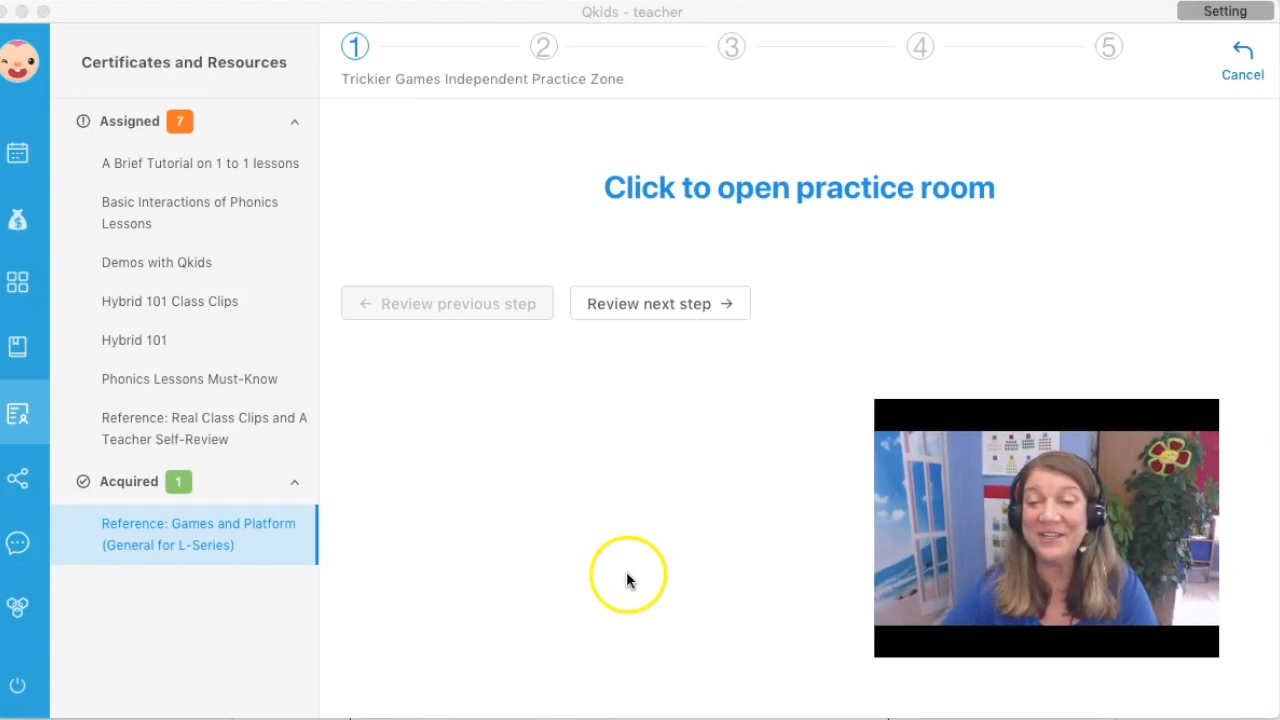 Qkids - teacher
Setting
Certificates and Resources
1
2
3
4
5
Trickier Games Independent Practice Zone
Cancel
Assigned 7
A Brief Tutorial on 1 to 1 lessons
Basic Interactions of Phonics
Lessons
Demos with Qkids
Hybrid 101 Class Clips
Hybrid 101
Phonics Lessons Must-Know
Reference: Real Class Clips and A
Teacher Self-Review
Acquired 1
Reference: Games and Platform
(General for L-Series)
Click to open practice room
← Review previous step
Review next step →